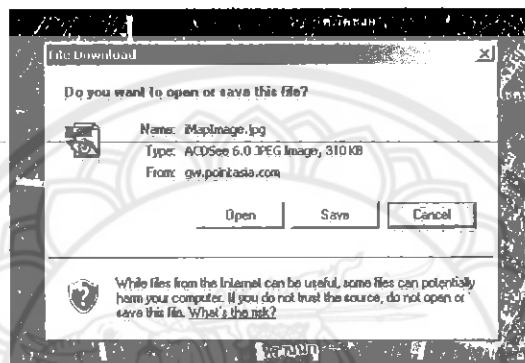 File Download
Do you want to open or save this file?
Name: iMapImage.jpg
Type: ACDSee 6.0 JPEG Image, 310 KB
From: gw.pointasia.com
Open Save Cancel
While files from the Internet can be useful, some files can potentially
harm your computer. If you do not trust the source, do not open or
save this file. What's the risk?